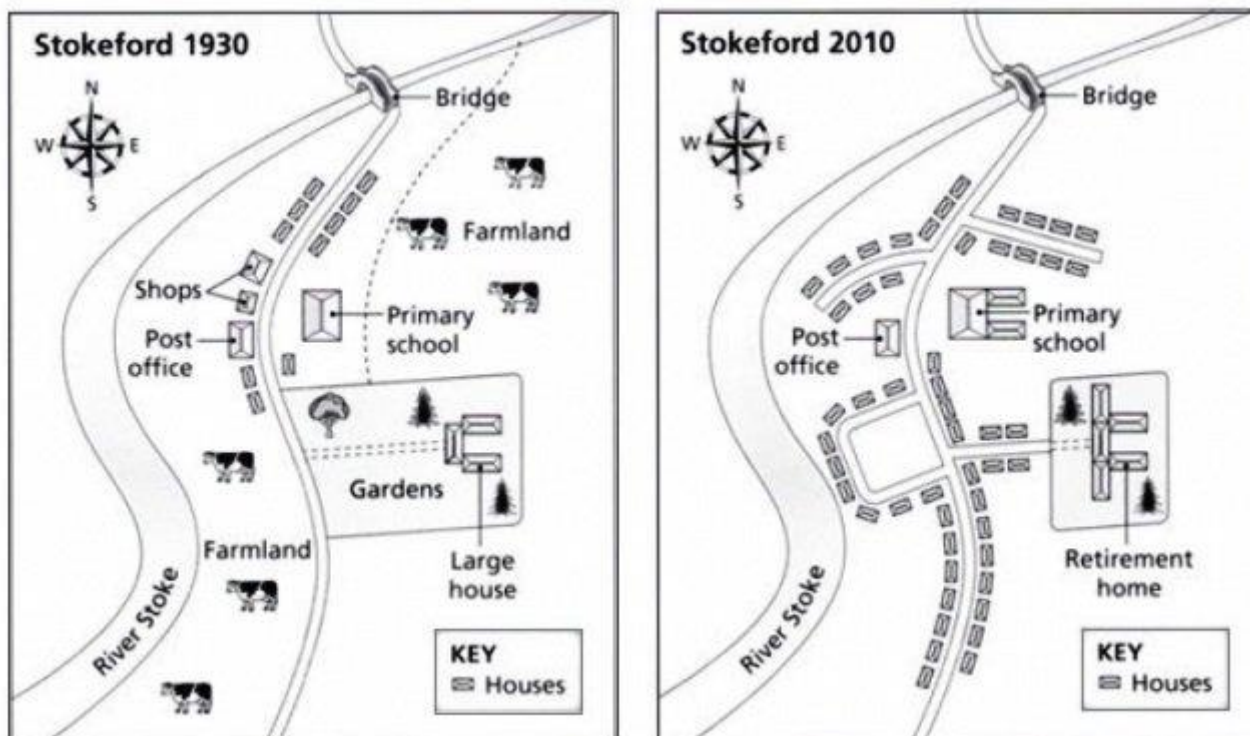 Stokeford 1930
N
W
E
S
Bridge
Farmland
Shops
Post
office
Primary
school
Gardens
Farmland
Large
house
River Stoke
KEY
Houses
Stokeford 2010
N
W
E
S
Bridge
Post
office
Primary
school
Retirement
home
River Stoke
KEY
Houses